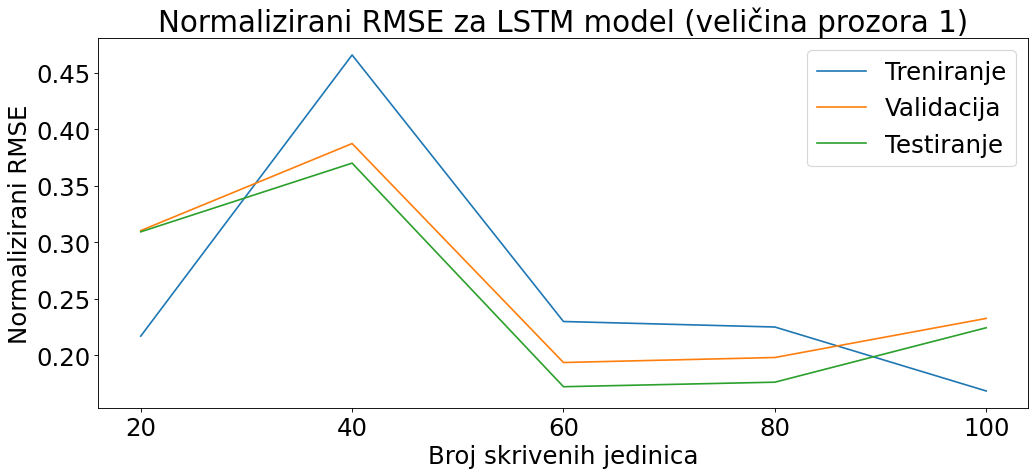 Normalizirani RMSE za LSTM model (veličina prozora 1)
Treniranje
Validacija
Testiranje
Normalizirani RMSE
0.45
0.40
0.35
0.30
0.25
0.20
20 40 60 80 100
Broj skrivenih jedinica